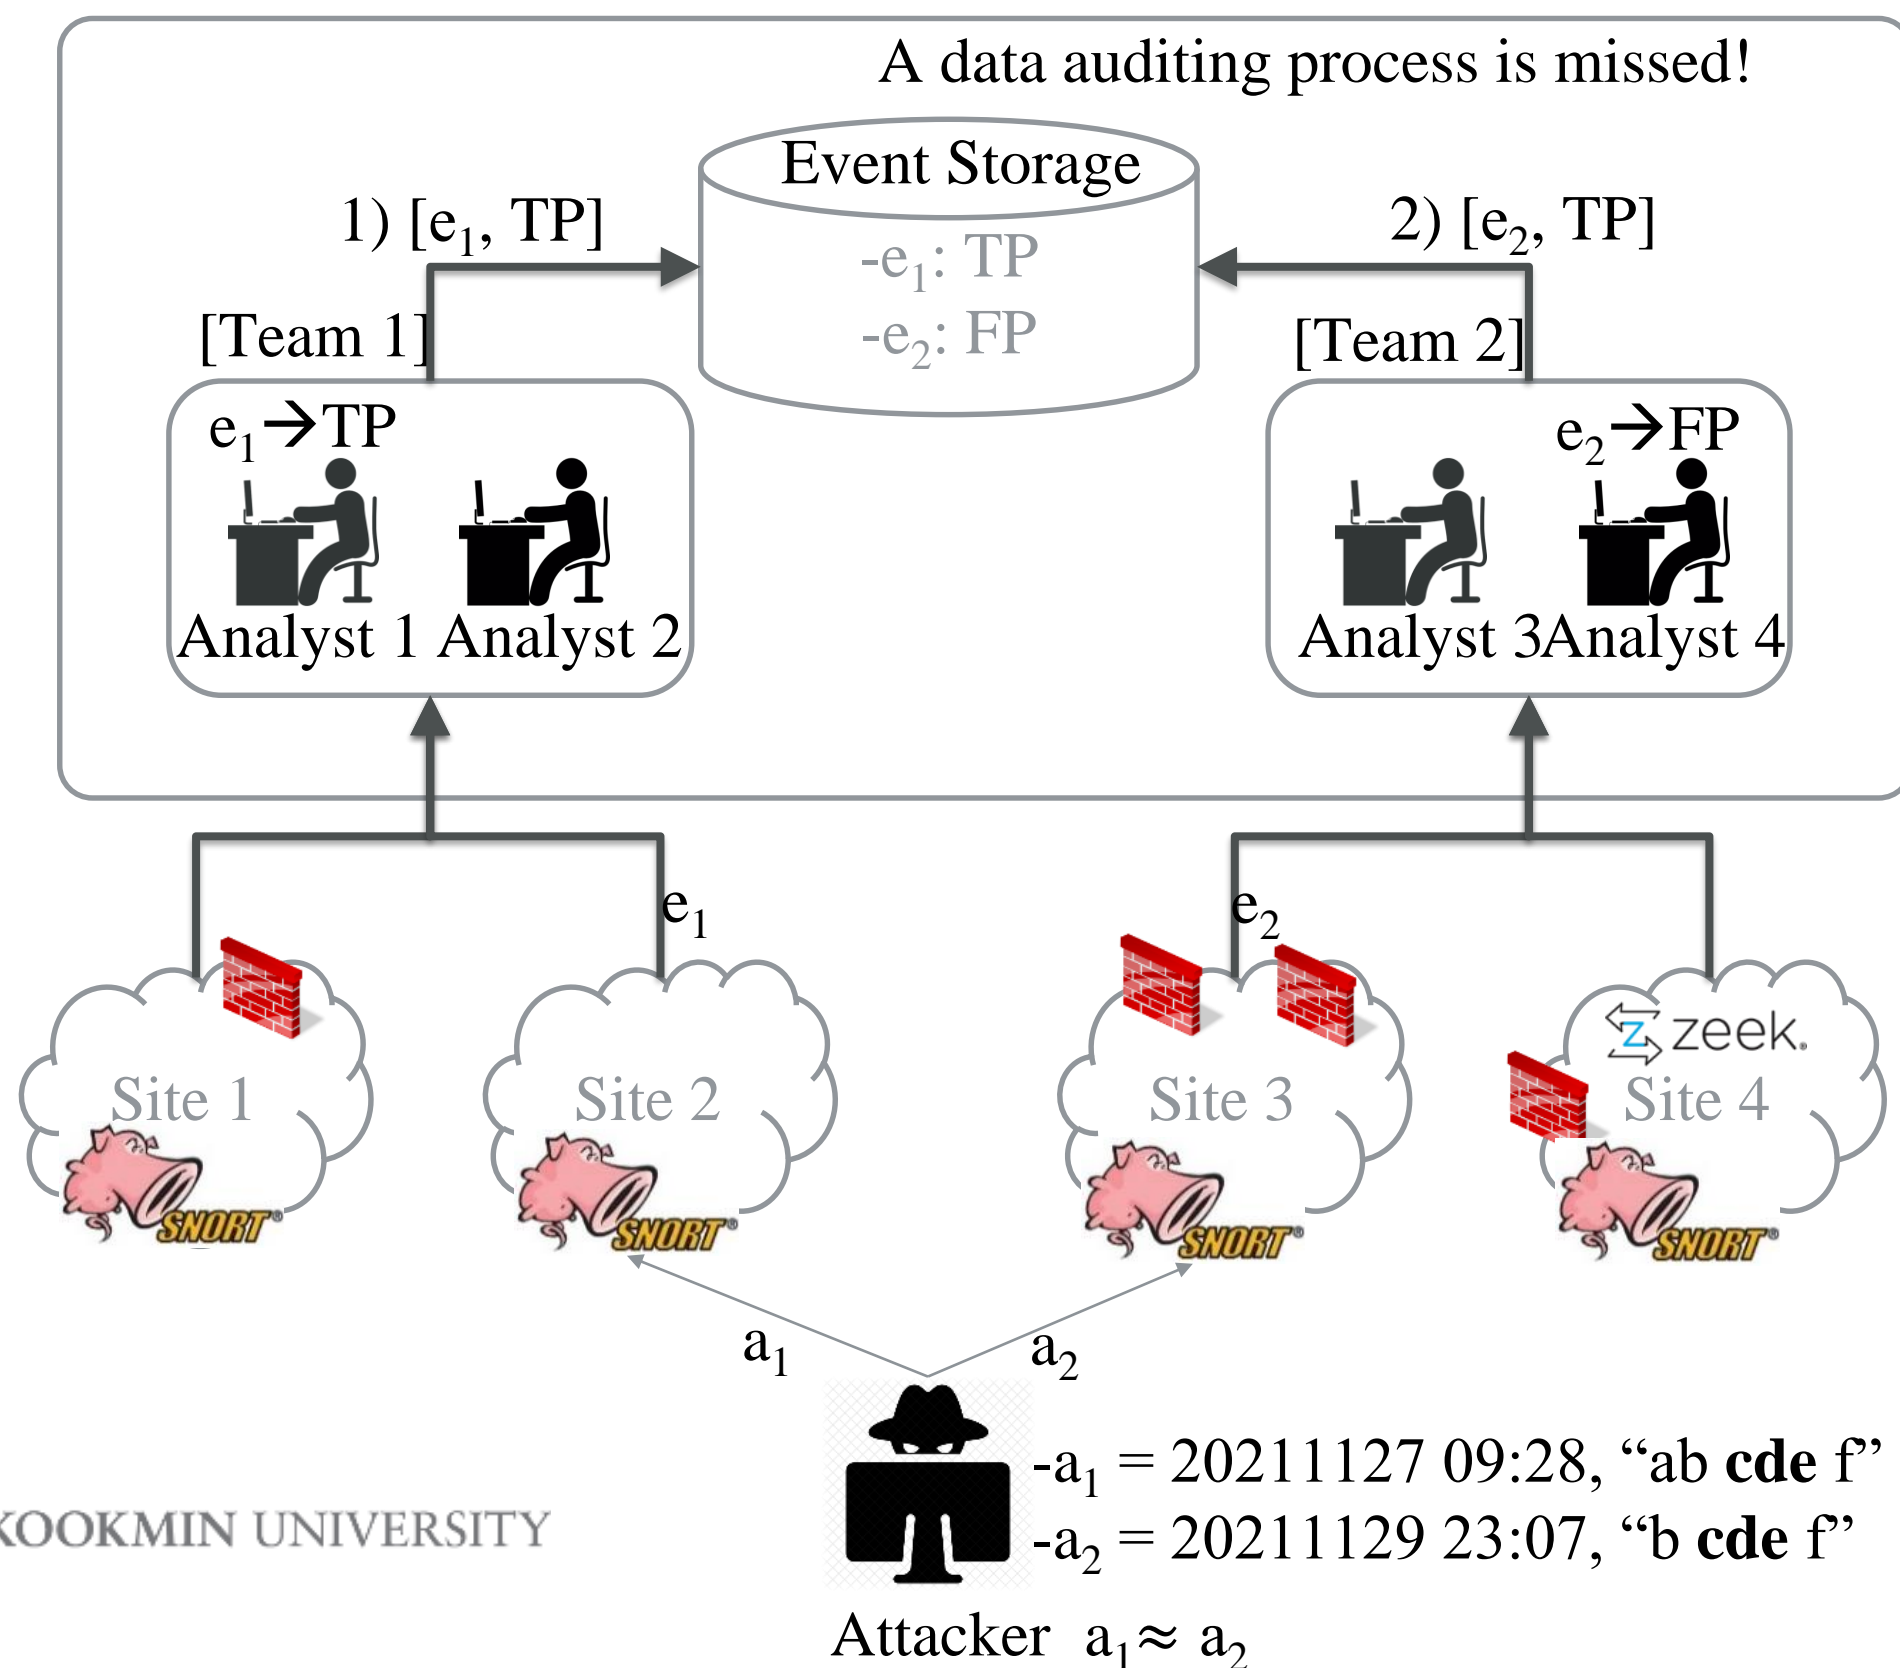 A data auditing process is missed!
Event Storage
1) [e₁, TP]
2) [e₂, TP]
-e₁: TP
-e₂: FP
[Team 1]
[Team 2]
e₁→TP
e₂→FP
Analyst 1 Analyst 2
Analyst 3 Analyst 4
e₁
e₂
zeek.
Site 1
Site 2
Site 3
Site 4
SNORT®
SNORT®
SNORT®
SNORT®
a₁
a₂
-a₁ = 20211127 09:28, “ab cde f”
-a₂ = 20211129 23:07, “b cde f”
KOOKMIN UNIVERSITY
Attacker a₁≈ a₂